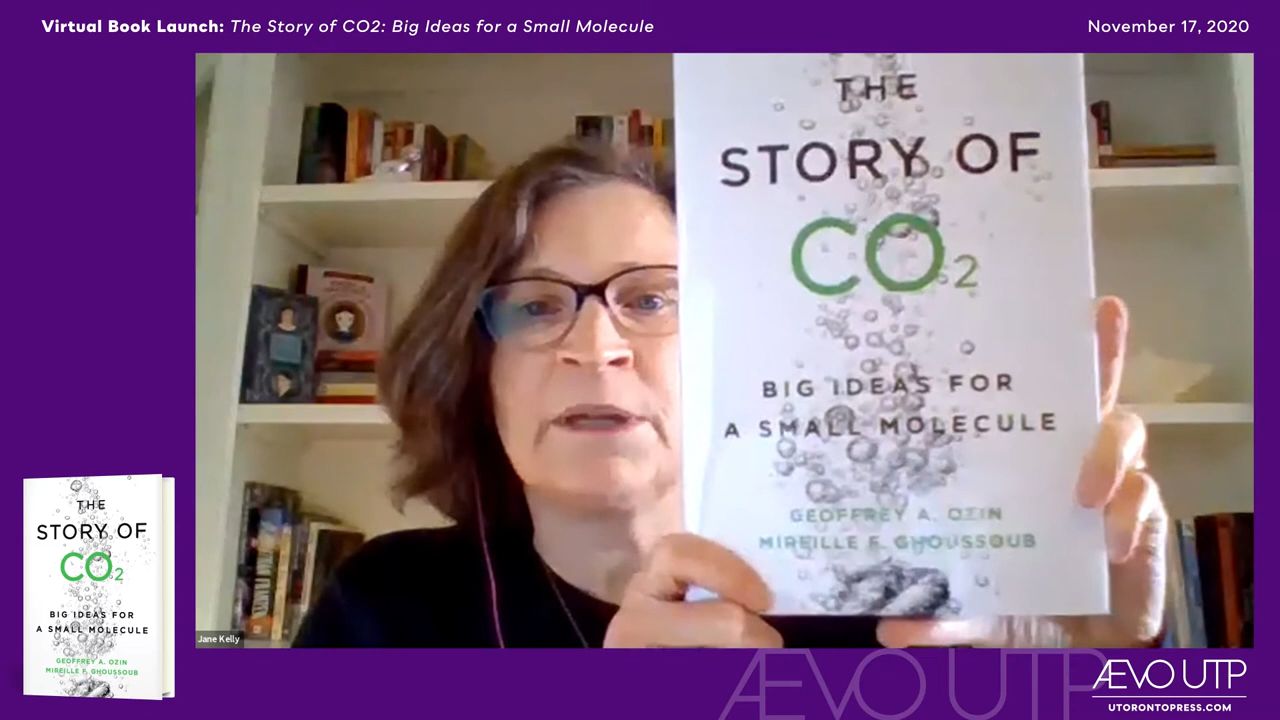 Virtual Book Launch: The Story of CO2: Big Ideas for a Small Molecule
November 17, 2020
THE
STORY OF
CO2
BIG IDEAS FOR
A SMALL MOLECULE
GEOFFREY A. OZIN
MIREILLE F. GHOUSSOUB
Jane Kelly
THE
STORY OF
CO2
BIG IDEAS FOR
A SMALL MOLECULE
GEOFFREY A. OZIN
MIREILLE F. GHOUSSOUB
ÆVO UTP
ÆVO UTP
UTORONTOPRESS.COM